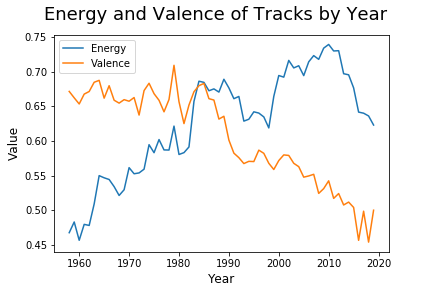 Energy and Valence of Tracks by Year
0.75
0.70
0.65
0.60
0.55
0.50
0.45
Value
Energy
Valence
1960 1970 1980 1990 2000 2010 2020
Year